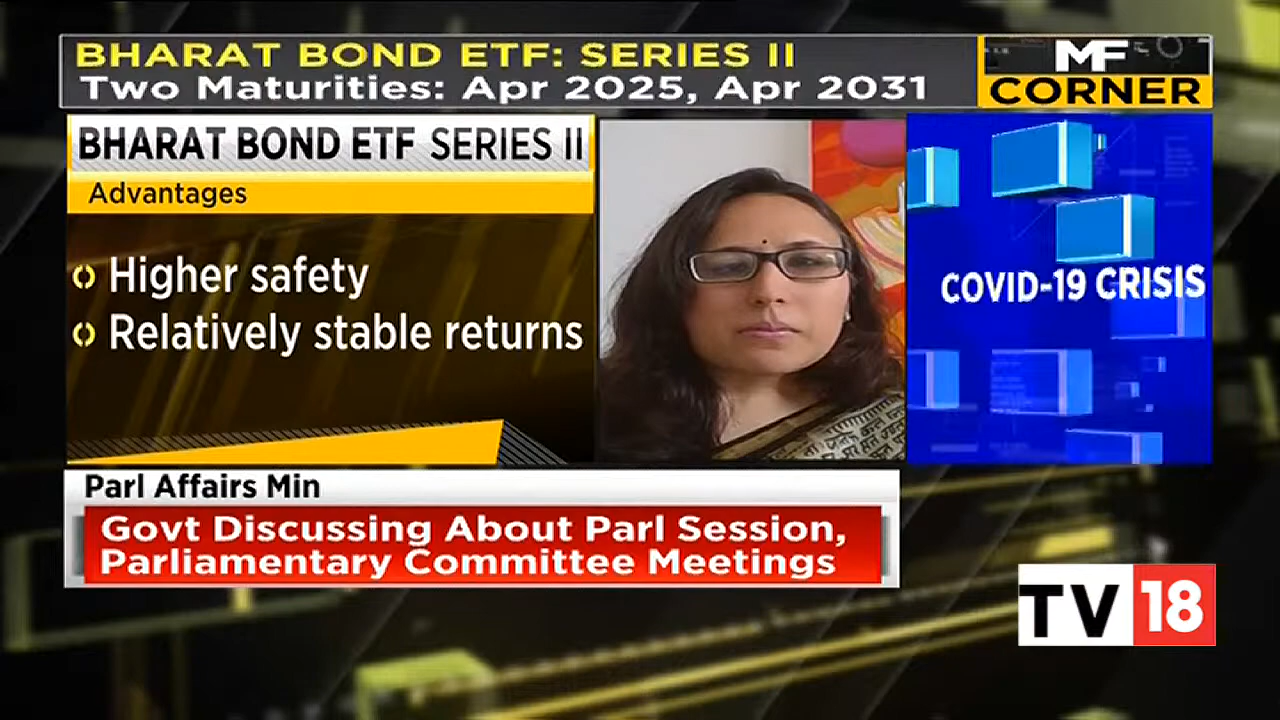 BHARAT BOND ETF: SERIES II
Two Maturities: Apr 2025, Apr 2031
MF
CORNER
BHARAT BOND ETF SERIES II
Advantages
Higher safety
Relatively stable returns
COVID-19 CRISIS
Parl Affairs Min
Govt Discussing About Parl Session,
Parliamentary Committee Meetings
TV 18